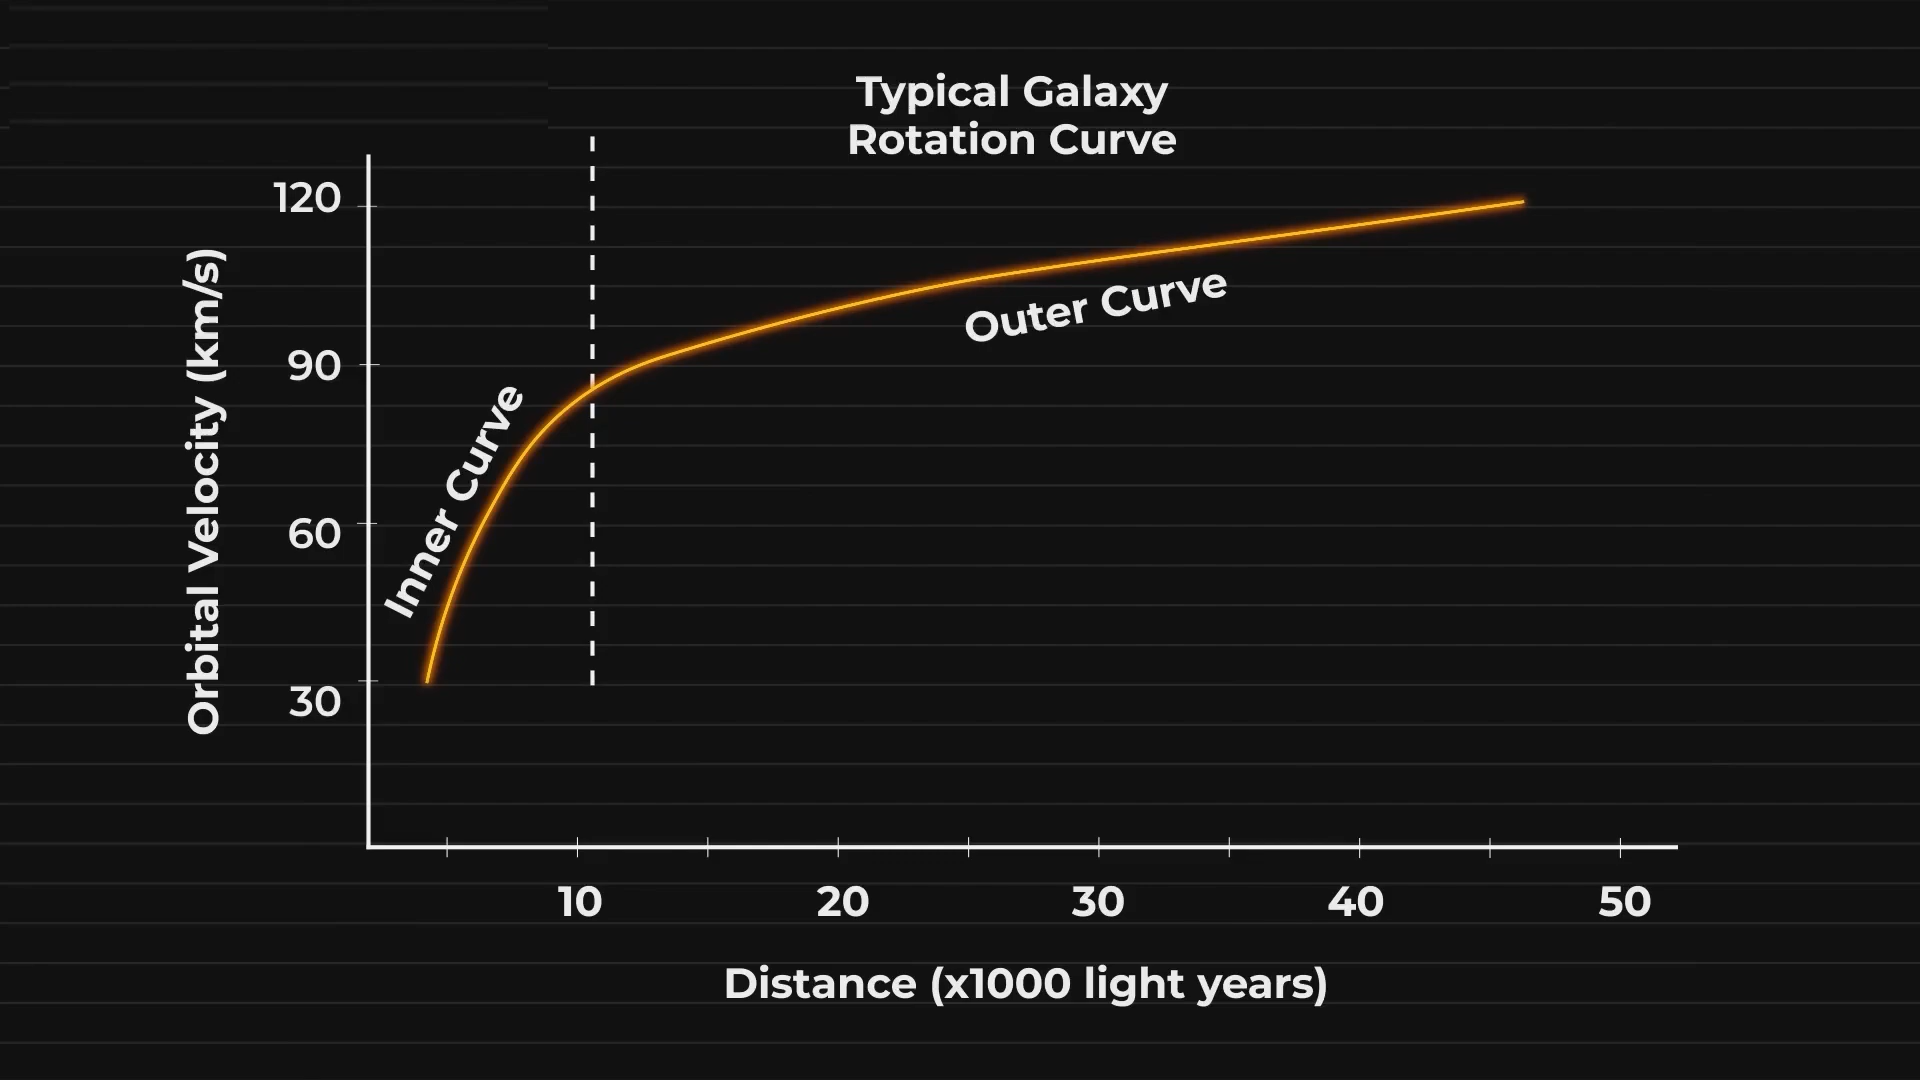 Typical Galaxy
Rotation Curve
120
90
60
30
Orbital Velocity (km/s)
Inner Curve
Outer Curve
10
20
30
40
50
Distance (x1000 light years)